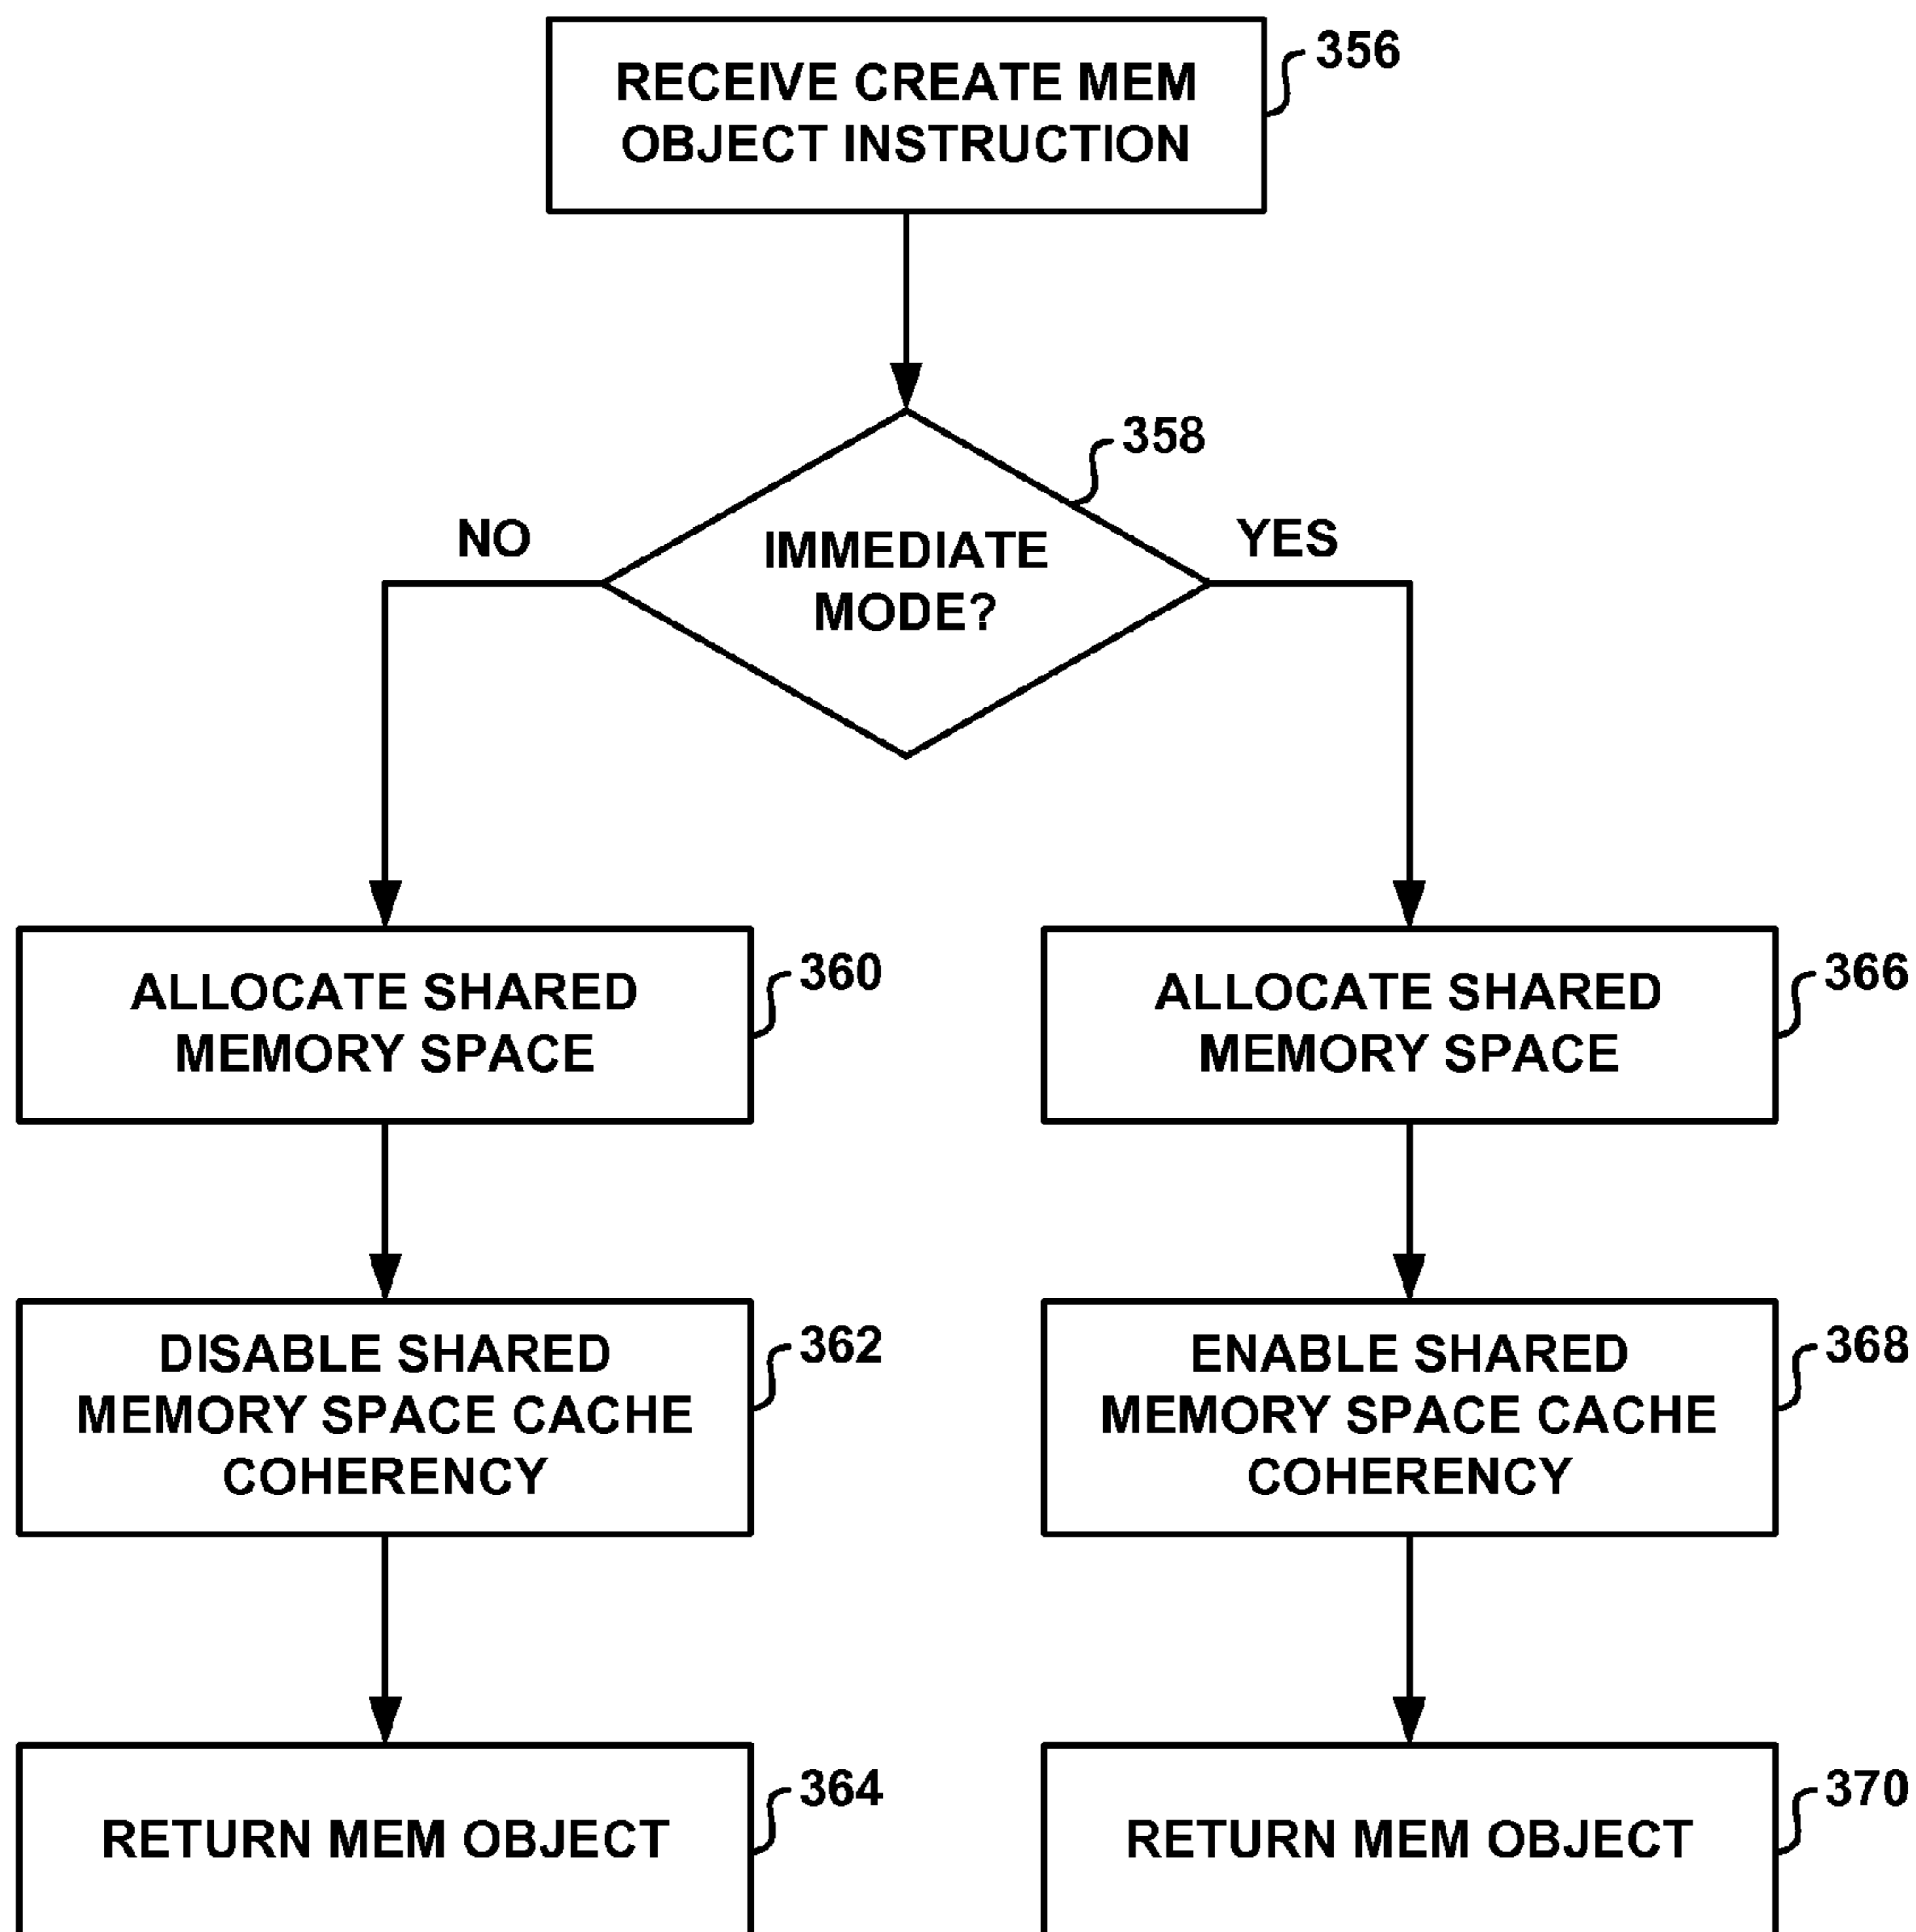 RECEIVE CREATE MEM
OBJECT INSTRUCTION
356
358
IMMEDIATE
MODE?
NO
YES
ALLOCATE SHARED
MEMORY SPACE
360
ALLOCATE SHARED
MEMORY SPACE
366
DISABLE SHARED
MEMORY SPACE CACHE
COHERENCY
362
ENABLE SHARED
MEMORY SPACE CACHE
COHERENCY
368
RETURN MEM OBJECT
364
RETURN MEM OBJECT
370